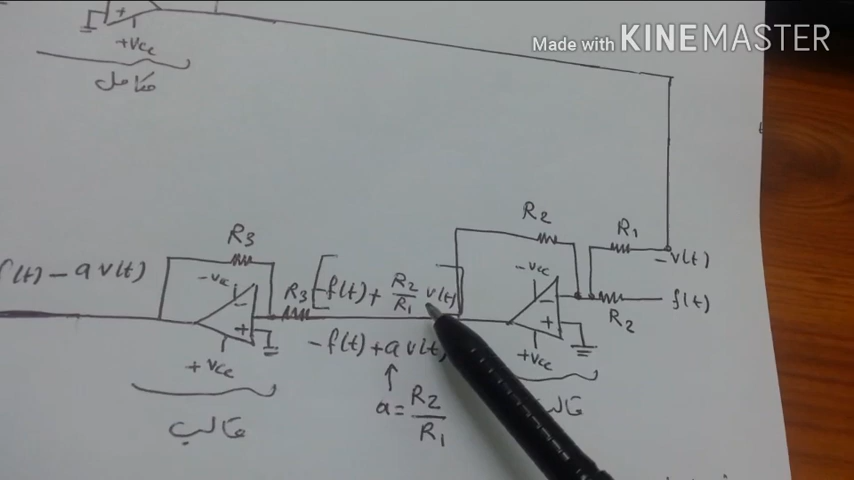 Made with KINEMASTER
+
+Vcc
مكامل
R2
R1
-v(t)
f(t)
R2
-Vcc
-
+
+Vcc
R3
f(t) - a v(t)
-Vcc
-
+
+Vcc
R3
-f(t) + R2/R1 v(t)
-f(t) + a v(t)
a = R2/R1
قالب